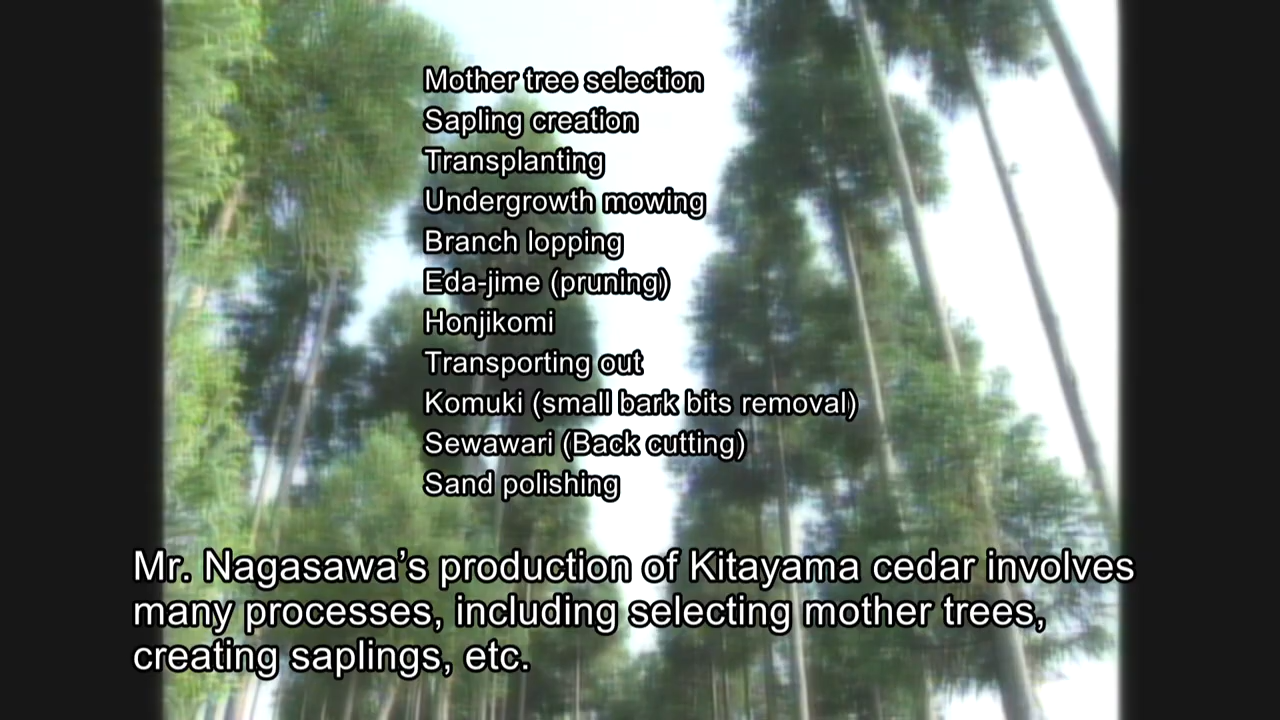 Mother tree selection
Sapling creation
Transplanting
Undergrowth mowing
Branch lopping
Eda-jime (pruning)
Honjikomi
Transporting out
Komuki (small bark bits removal)
Sewawari (Back cutting)
Sand polishing
Mr. Nagasawa’s production of Kitayama cedar involves
many processes, including selecting mother trees,
creating saplings, etc.